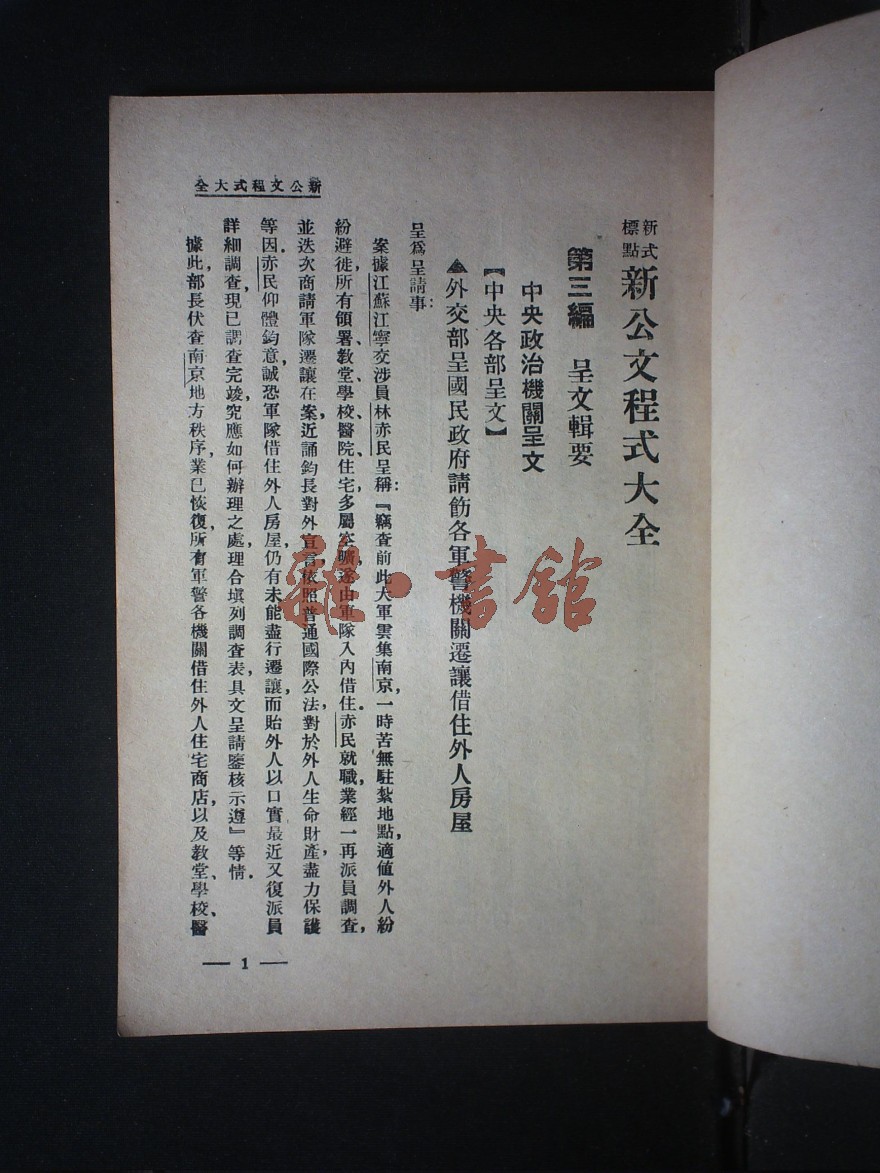 新式標點 新公文程式大全
第三編　呈文輯要
中央政治機關呈文
【中央各部呈文】
▲外交部呈國民政府請飭各軍警機關遷讓借住外人房屋
呈爲呈請事：
案據江蘇江寧交涉員林赤民呈稱：『竊查前此大軍雲集南京，一時苦無駐紮地點，適値外人紛
紛避徙，所有領署、教堂、學校、醫院、住宅，多屬空曠，遂由軍隊入內借住．赤民就職，業經一再派員調查，
並迭次商請軍隊遷讓在案，近誦鈞長對外宣言，依照普通國際公法，對於外人生命財產，盡力保護
等因．赤民仰體鈞意，誠恐軍隊借住外人房屋，仍有未能盡行遷讓，而貽外人以口實，最近又復派員
詳細調查，現已調查完竣，究應如何辦理之處，理合塡列調查表，具文呈請鑒核示遵』等情．
據此，部長伏查南京地方秩序，業已恢復，所有軍警各機關借住外人住宅商店，以及教堂、學校、醫
新公文程式大全
— 1 —
雜·書館